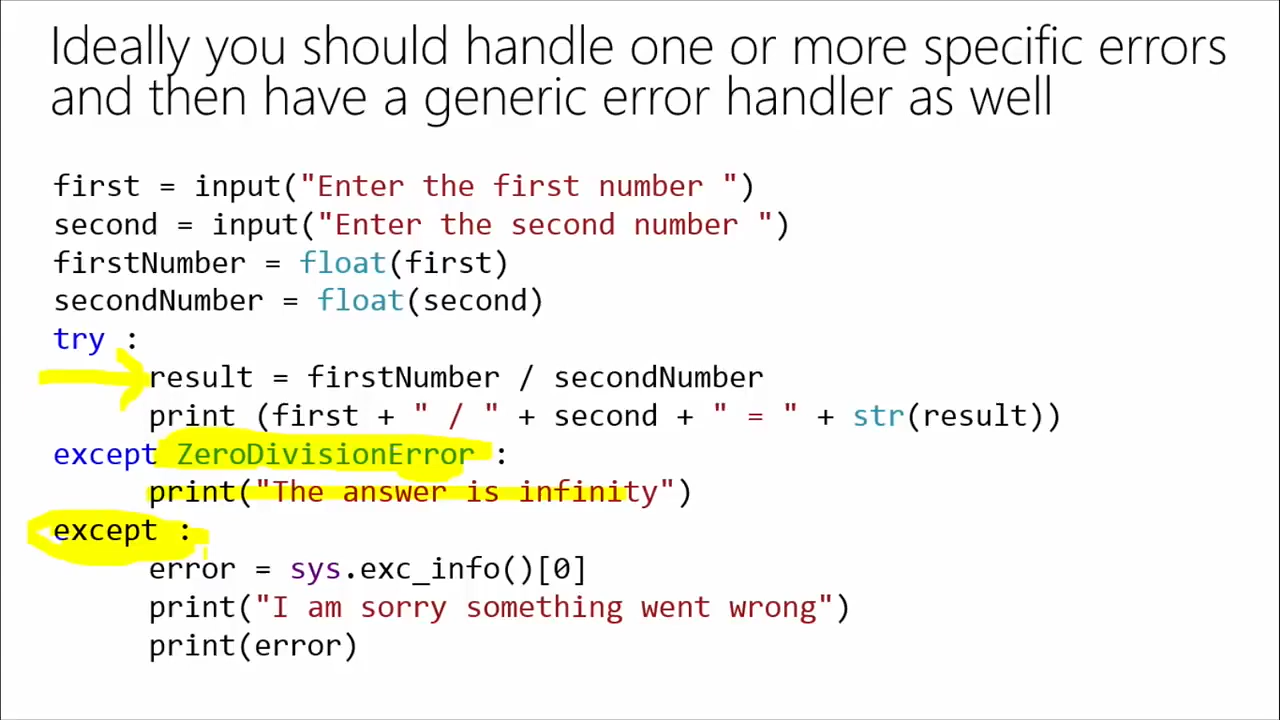 Ideally you should handle one or more specific errors
and then have a generic error handler as well
first = input("Enter the first number ")
second = input("Enter the second number ")
firstNumber = float(first)
secondNumber = float(second)
try :
result = firstNumber / secondNumber
print (first + " / " + second + " = " + str(result))
except ZeroDivisionError :
print("The answer is infinity")
except :
error = sys.exc_info()[0]
print("I am sorry something went wrong")
print(error)